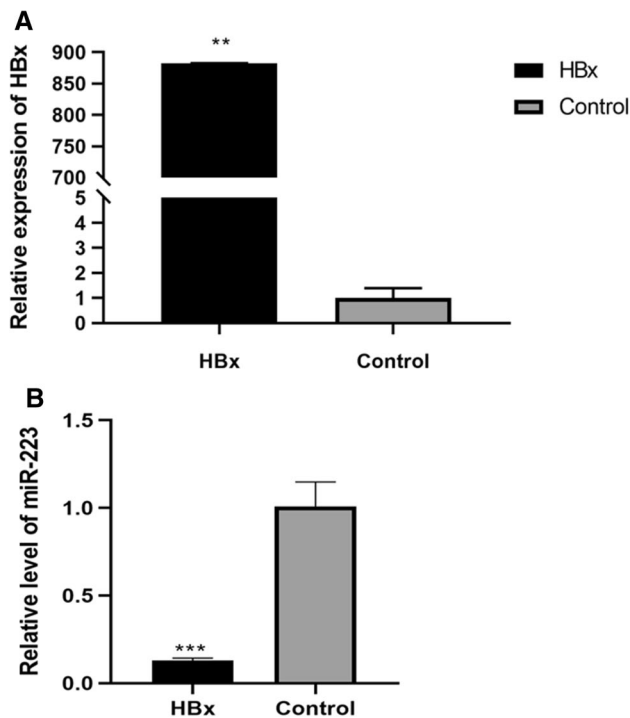 A
Relative expression of HBx
900
850
800
750
700
5
4
3
2
1
0
**
HBx
Control
HBx
Control
B
Relative level of miR-223
1.5
1.0
0.5
0.0
***
HBx
Control